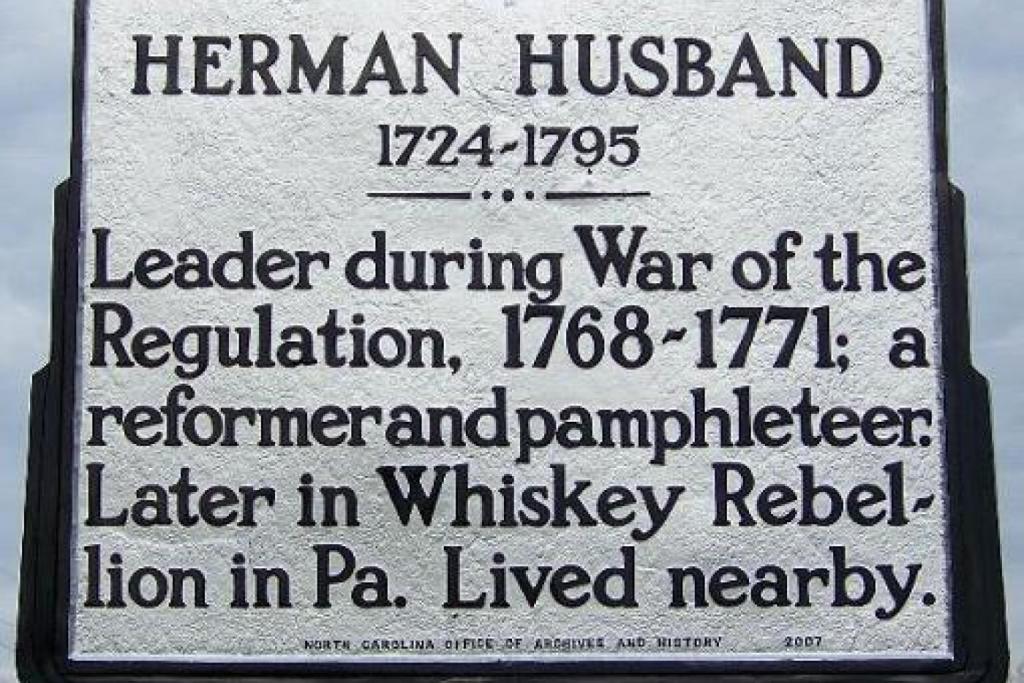 HERMAN HUSBAND
1724-1795
Leader during War of the
Regulation, 1768-1771; a
reformer and pamphleteer.
Later in Whiskey Rebel-
lion in Pa. Lived nearby.
NORTH CAROLINA OFFICE OF ARCHIVES AND HISTORY 2007